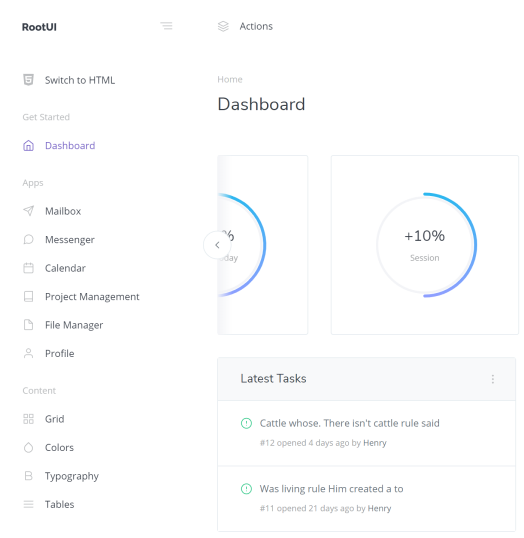 RootUI
Actions
Switch to HTML
Get Started
Dashboard
Apps
Mailbox
Messenger
Calendar
Project Management
File Manager
Profile
Content
Grid
Colors
Typography
Tables
Home
Dashboard
%
day
+10%
Session
Latest Tasks
Cattle whose. There isn't cattle rule said
#12 opened 4 days ago by Henry
Was living rule Him created a to
#11 opened 21 days ago by Henry